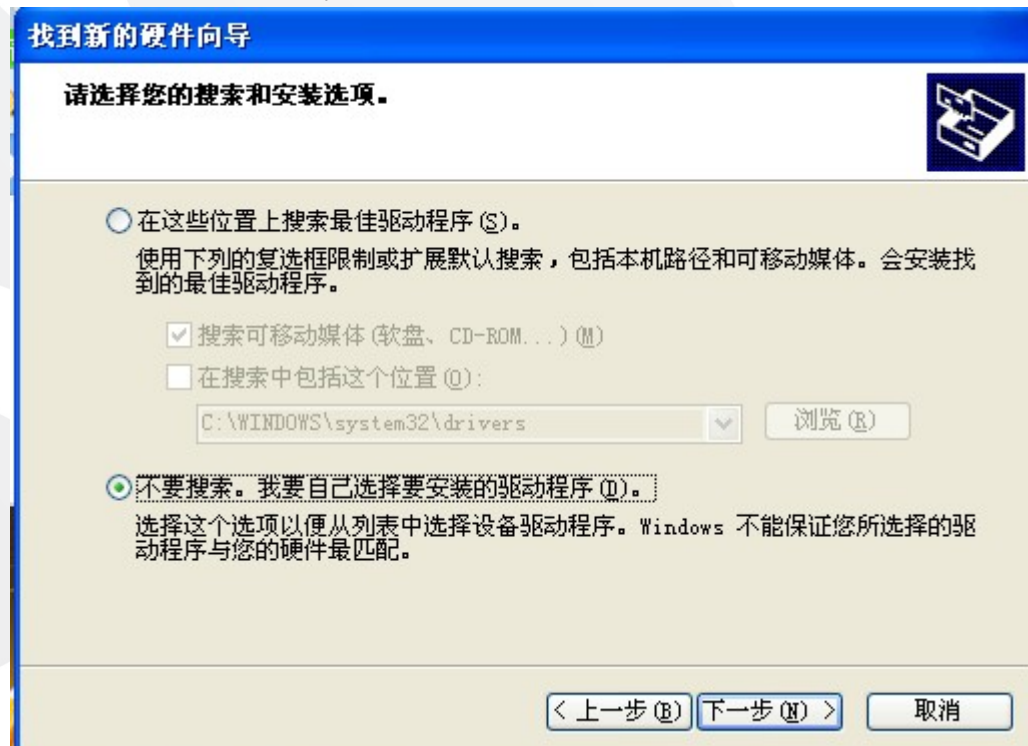 找到新的硬件向导
请选择您的搜索和安装选项。
在这些位置上搜索最佳驱动程序(S)。
使用下列的复选框限制或扩展默认搜索，包括本机路径和可移动媒体。会安装找
到的最佳驱动程序。
搜索可移动媒体(软盘、CD-ROM...)(M)
在搜索中包括这个位置(O):
C:\WINDOWS\system32\drivers
浏览(R)
不要搜索。我要自己选择要安装的驱动程序(D)。
选择这个选项以便从列表中选择设备驱动程序。Windows 不能保证您所选择的驱
动程序与您的硬件最匹配。
< 上一步(B)
下一步(N) >
取消